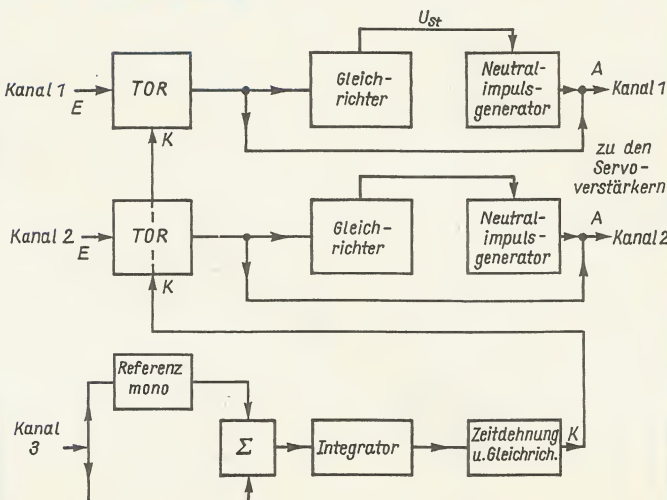 U_St
Kanal 1
E
TOR
K
Gleich-
richter
Neutral-
impuls-
generator
A
Kanal 1
zu den
Servo-
verstärkern
Kanal 2
E
TOR
K
Gleich-
richter
Neutral-
impuls-
generator
A
Kanal 2
Referenz
mono
Kanal
3
Σ
Integrator
Zeitdehnung
u.Gleichrich.
K